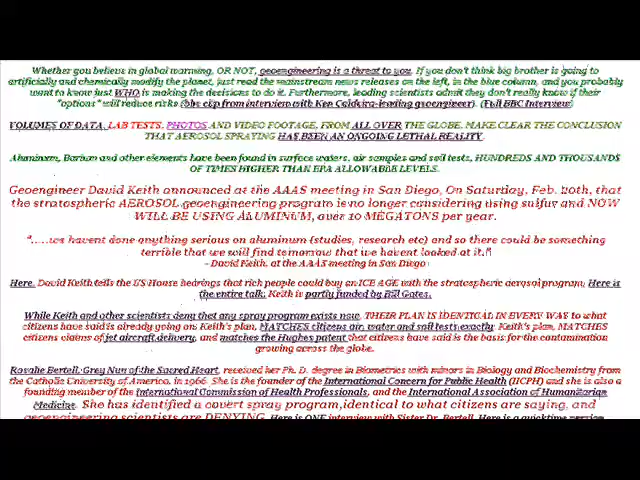 Whether you believe in global warming, OR NOT, geoengineering is a threat to you. If you don't think big brother is going to
artificially and chemically modify the planet, just read the mainstream news releases on the left, in the blue column, and you probably
want to know just WHO is making the decisions to do it. Furthermore, leading scientists admit they don't really know if their
"options" will reduce risks (bbc clip from interview with Ken Caldeira-leading geoengineer). (Full BBC Interview)
VOLUMES OF DATA, LAB TESTS, PHOTOS AND VIDEO FOOTAGE, FROM ALL OVER THE GLOBE, MAKE CLEAR THE CONCLUSION
THAT AEROSOL SPRAYING HAS BEEN AN ONGOING LETHAL REALITY.
Aluminum, Barium and other elements have been found in surface waters, air samples and soil tests, HUNDREDS AND THOUSANDS
OF TIMES HIGHER THAN EPA ALLOWABLE LEVELS.
Geoengineer David Keith announced at the AAAS meeting in San Diego, On Saturday, Feb. 20th, that
the stratospheric AEROSOL geoengineering program is no longer considering using sulfur and NOW
WILL BE USING ALUMINUM, over 10 MEGATONS per year.
".....we havent done anything serious on aluminum (studies, research etc) and so there could be something
terrible that we will find tomorrow that we havent looked at it."
- David Keith, at the AAAS meeting in San Diego
Here, David Keith tells the US House hearings that rich people could buy an ICE AGE with the stratospheric aerosol program; Here is
the entire talk. Keith is partly funded by Bill Gates.
While Keith and other scientists deny that any spray program exists now, THEIR PLAN IS IDENTICAL IN EVERY WAY to what
citizens have said is already going on; Keith's plan, MATCHES citizens air, water and soil tests exactly; Keith's plan, MATCHES
citizens claims of jet aircraft delivery, and matches the Hughes patent that citizens have said is the basis for the contamination
growing across the globe.
Rosalie Bertell, Grey Nun of the Sacred Heart, received her Ph. D. degree in Biometrics with minors in Biology and Biochemistry from
the Catholic University of America, in 1966. She is the founder of the International Concern for Public Health (IICPH) and she is also a
founding member of the International Commission of Health Professionals, and the International Association of Humanitarian
Medicine. She has identified a covert spray program, identical to what citizens are saying, and
geoengineering scientists are DENYING. Here is ONE interview with Sister Dr. Bertell. Here is a quicktime version